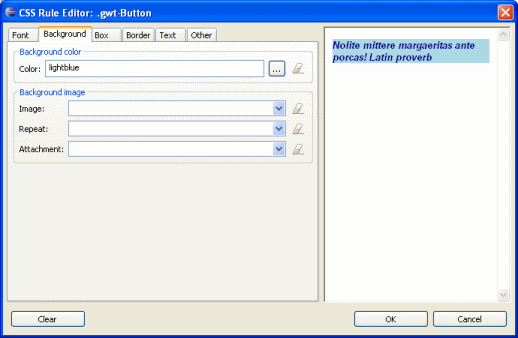 CSS Rule Editor: .gwt-Button
Font Background Box Border Text Other
Background color
Color: lightblue ...
Background image
Image:
Repeat:
Attachment:
Nolite mittere margaeritas ante
porcas! Latin proverb
Clear OK Cancel